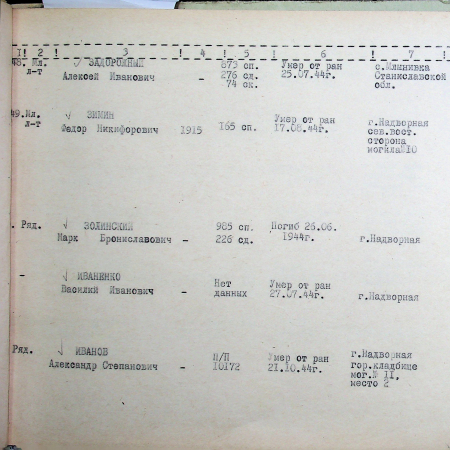 1! 2 ! 3 ! 4 ! 5 ! 6 ! 7 !
48. Мл. √ ЗАДОРОЖНЫЙ 875 сп. Умер от ран с.Млынивка
л-т Алексей Иванович - 276 сд. 25.07.44г. Станиславской
74 ск. обл.
49.Мл. √ ЗИМИН Умер от ран г.Надворная
л-т Федор Никифорович 1915 165 сп. 17.08.44г. сев.вост.
сторона
могила№10
. Ряд. √ ЗОЛИНСКИЙ 985 сп. Погиб 26.06.
Марк Брониславович - 226 сд. 1944г. г.Надворная
- √ ИВАНЕНКО Нет Умер от ран
Василий Иванович - данных 27.07.44г. г.Надворная
Ряд. √ ИВАНОВ П/П Умер от ран г.Надворная
Александр Степанович - 10172 21.10.44г. гор.кладбище
мог.№ 11,
место 2